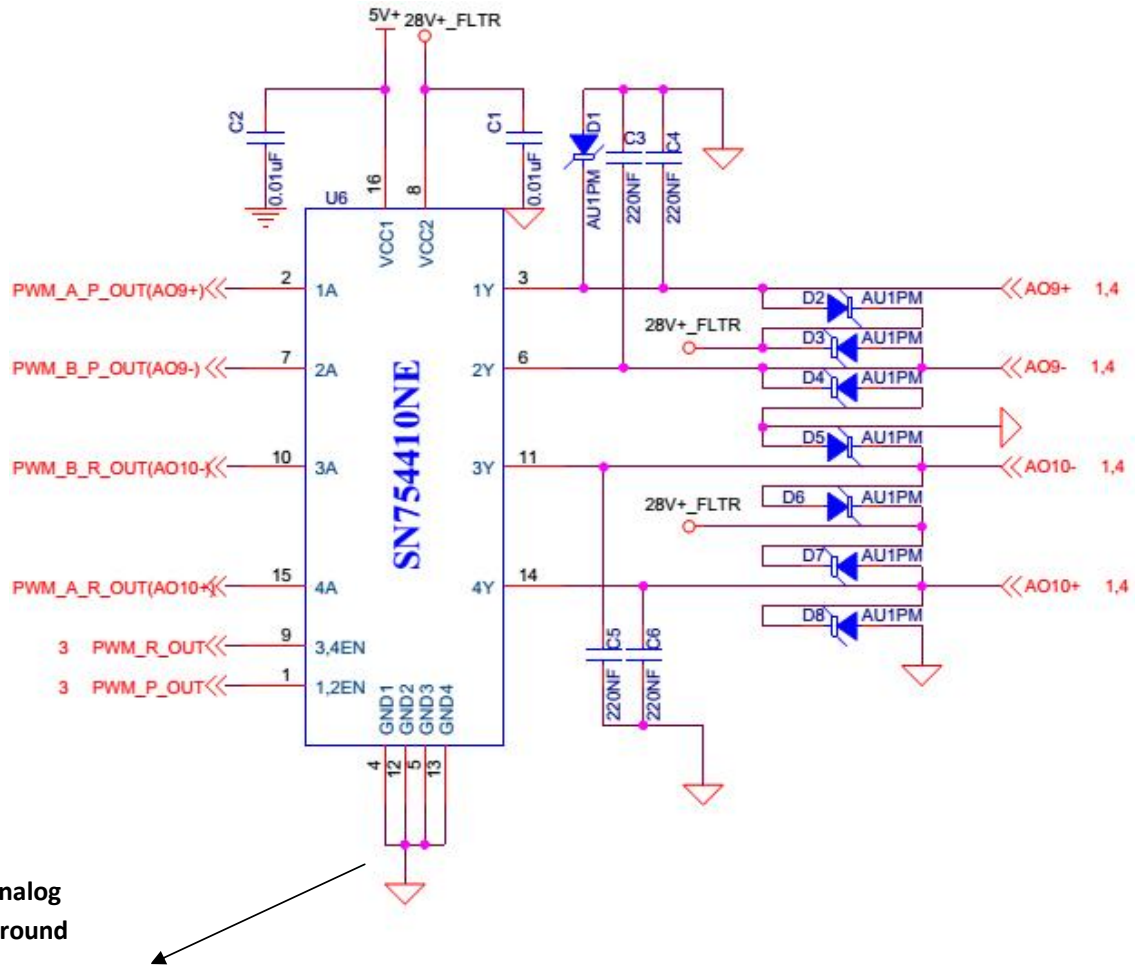 5V+ 28V+_FLTR
C2
0.01uF
C1
0.01uF
D1
AU1PM
C3
220NF
C4
220NF
U6
16
8
VCC1
VCC2
PWM_A_P_OUT(AO9+) 2 1A
1Y 3
D2 AU1PM
AO9+ 1,4
28V+_FLTR
D3 AU1PM
PWM_B_P_OUT(AO9-) 7 2A
2Y 6
AO9- 1,4
D4 AU1PM
SN754410NE
D5 AU1PM
PWM_B_R_OUT(AO10-) 10 3A
3Y 11
AO10- 1,4
28V+_FLTR
D6 AU1PM
D7 AU1PM
PWM_A_R_OUT(AO10+) 15 4A
4Y 14
AO10+ 1,4
D8 AU1PM
3 PWM_R_OUT 9 3,4EN
3 PWM_P_OUT 1 1,2EN
C5
220NF
C6
220NF
GND1
GND2
GND3
GND4
4
12
5
13
nalog
round